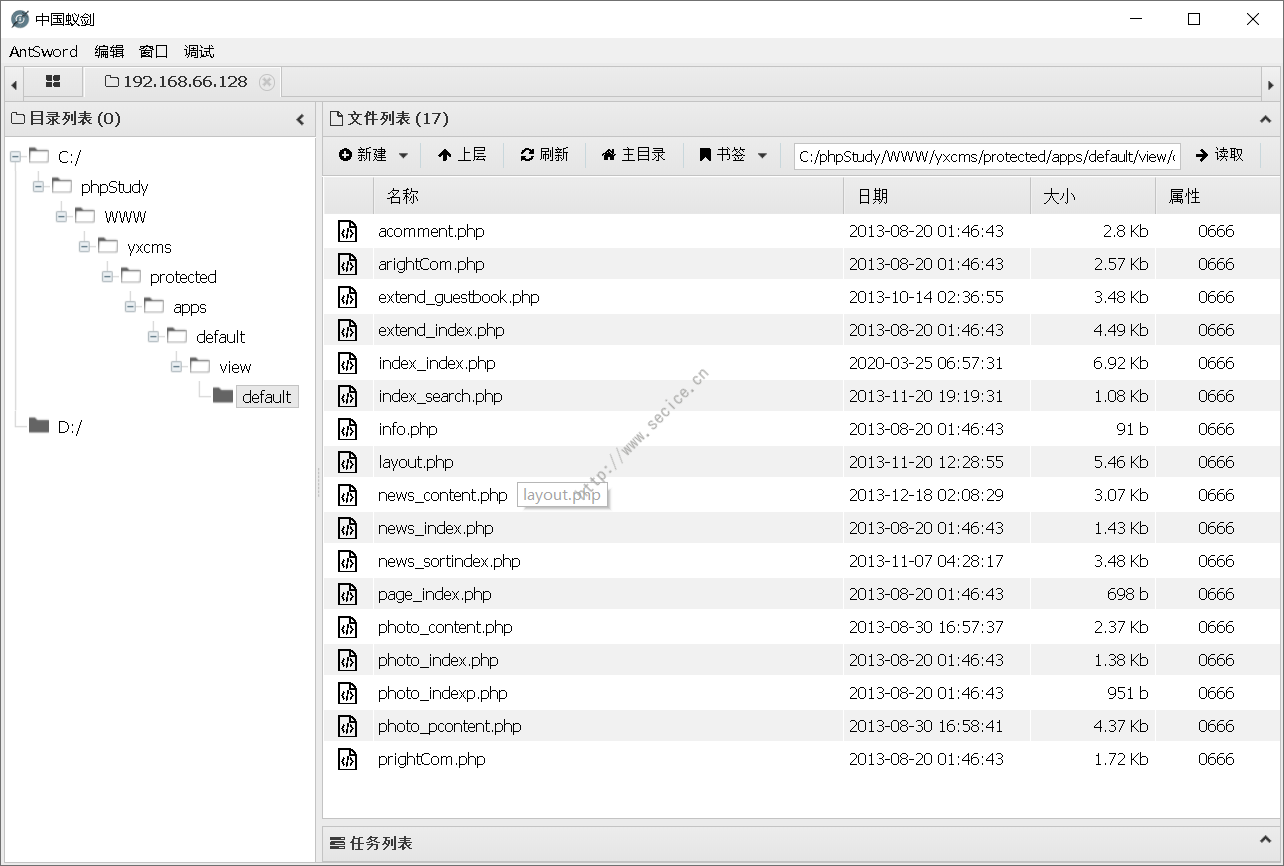 中国蚁剑
AntSword 编辑 窗口 调试
192.168.66.128
目录列表 (0)
C:/
phpStudy
WWW
yxcms
protected
apps
default
view
default
D:/
文件列表 (17)
新建 上层 刷新 主目录 书签 C:/phpStudy/WWW/yxcms/protected/apps/default/view/ 读取
名称 日期 大小 属性
acomment.php 2013-08-20 01:46:43 2.8 Kb 0666
arightCom.php 2013-08-20 01:46:43 2.57 Kb 0666
extend_guestbook.php 2013-10-14 02:36:55 3.48 Kb 0666
extend_index.php 2013-08-20 01:46:43 4.49 Kb 0666
index_index.php 2020-03-25 06:57:31 6.92 Kb 0666
index_search.php 2013-11-20 19:19:31 1.08 Kb 0666
info.php 2013-08-20 01:46:43 91 b 0666
layout.php 2013-11-20 12:28:55 5.46 Kb 0666
news_content.php 2013-12-18 02:08:29 3.07 Kb 0666
layout.php
news_index.php 2013-08-20 01:46:43 1.43 Kb 0666
news_sortindex.php 2013-11-07 04:28:17 3.48 Kb 0666
page_index.php 2013-08-20 01:46:43 698 b 0666
photo_content.php 2013-08-30 16:57:37 2.37 Kb 0666
photo_index.php 2013-08-20 01:46:43 1.38 Kb 0666
photo_indexp.php 2013-08-20 01:46:43 951 b 0666
photo_pcontent.php 2013-08-30 16:58:41 4.37 Kb 0666
prightCom.php 2013-08-20 01:46:43 1.72 Kb 0666
http://www.secice.cn
任务列表